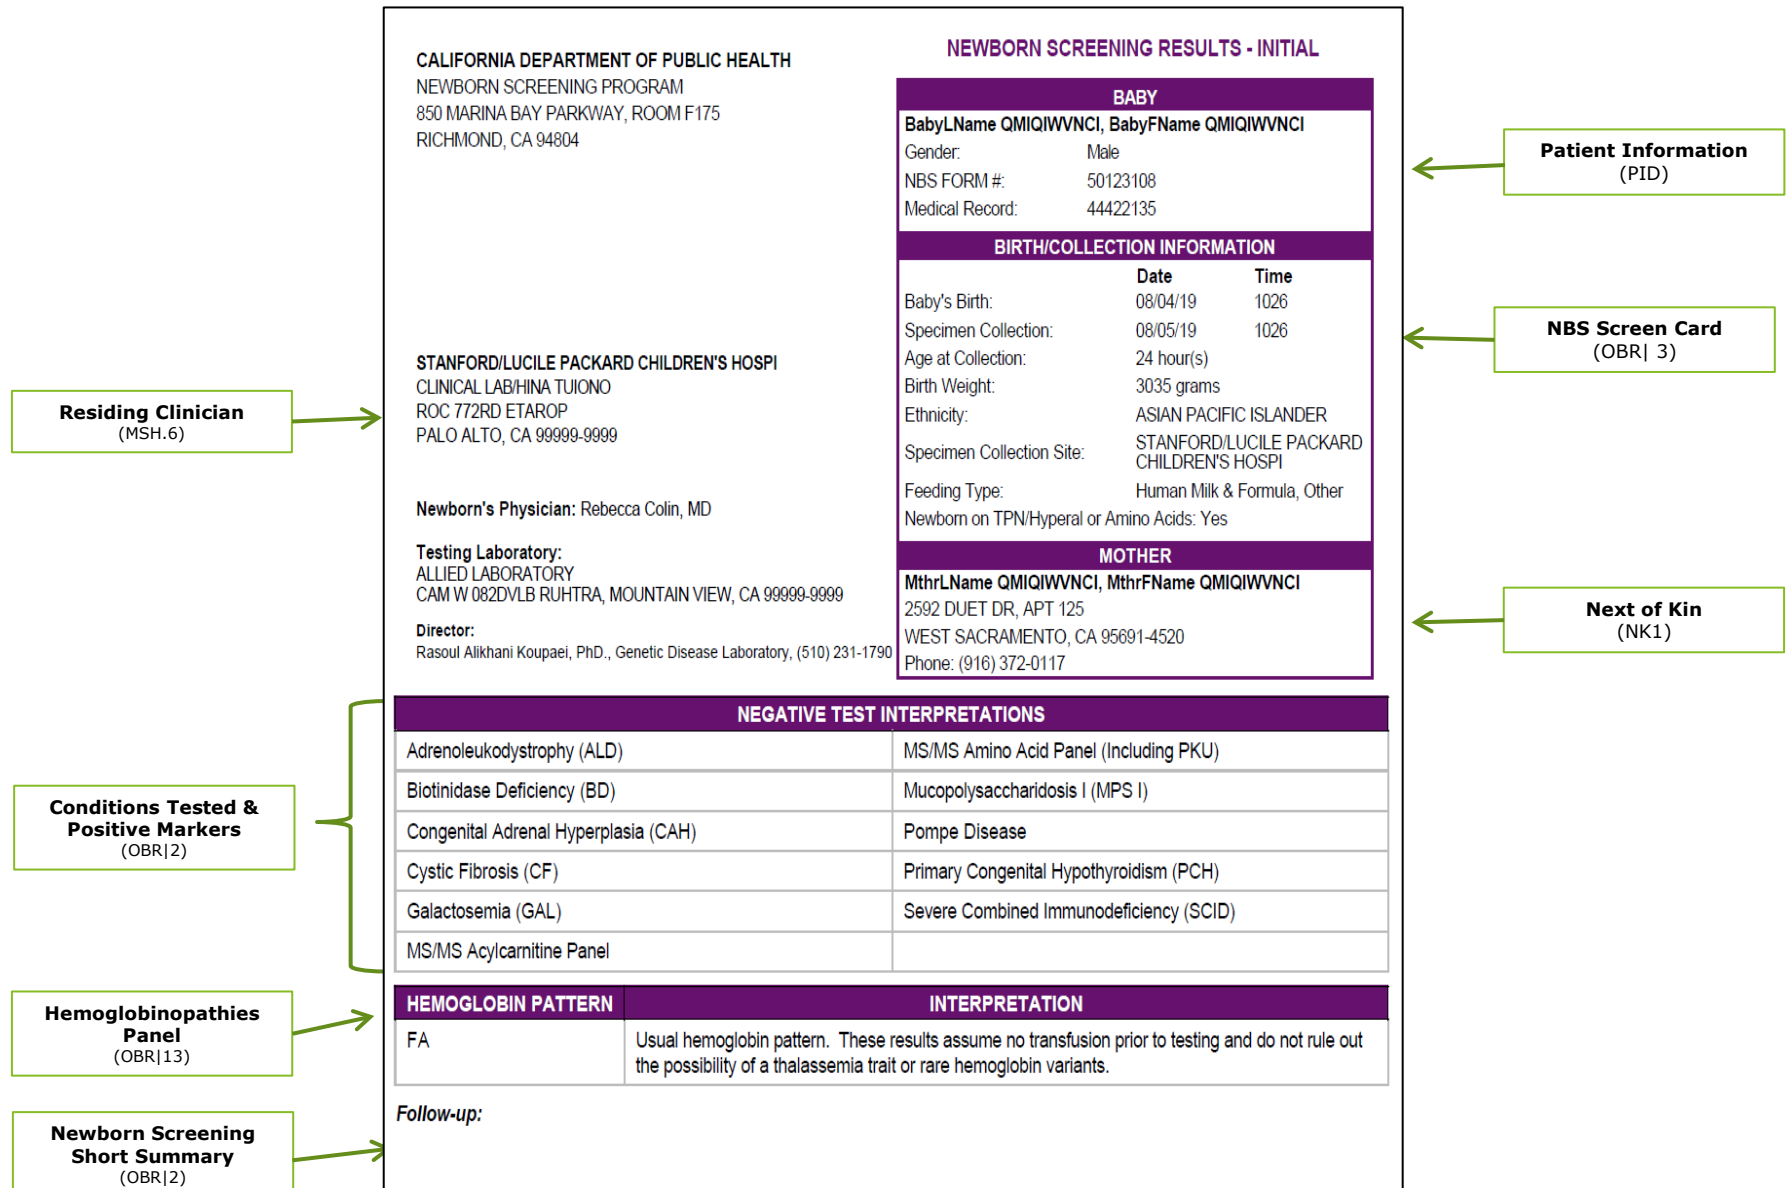 CALIFORNIA DEPARTMENT OF PUBLIC HEALTH
NEWBORN SCREENING PROGRAM
850 MARINA BAY PARKWAY, ROOM F175
RICHMOND, CA 94804
NEWBORN SCREENING RESULTS - INITIAL
BABY
BabyLName QMIQIWVNCI, BabyFName QMIQIWVNCI
Gender: Male
NBS FORM #: 50123108
Medical Record: 44422135
Patient Information
(PID)
BIRTH/COLLECTION INFORMATION
Date Time
Baby's Birth: 08/04/19 1026
Specimen Collection: 08/05/19 1026
Age at Collection: 24 hour(s)
Birth Weight: 3035 grams
Ethnicity: ASIAN PACIFIC ISLANDER
Specimen Collection Site: STANFORD/LUCILE PACKARD
CHILDREN'S HOSPI
Feeding Type: Human Milk & Formula, Other
Newborn on TPN/Hyperal or Amino Acids: Yes
NBS Screen Card
(OBR| 3)
Residing Clinician
(MSH.6)
STANFORD/LUCILE PACKARD CHILDREN'S HOSPI
CLINICAL LAB/HINA TUIONO
ROC 772RD ETAROP
PALO ALTO, CA 99999-9999
Newborn's Physician: Rebecca Colin, MD
Testing Laboratory:
ALLIED LABORATORY
CAM W 082DVLB RUHTRA, MOUNTAIN VIEW, CA 99999-9999
Director:
Rasoul Alikhani Koupaei, PhD., Genetic Disease Laboratory, (510) 231-1790
MOTHER
MthrLName QMIQIWVNCI, MthrFName QMIQIWVNCI
2592 DUET DR, APT 125
WEST SACRAMENTO, CA 95691-4520
Phone: (916) 372-0117
Next of Kin
(NK1)
NEGATIVE TEST INTERPRETATIONS
Adrenoleukodystrophy (ALD) MS/MS Amino Acid Panel (Including PKU)
Biotinidase Deficiency (BD) Mucopolysaccharidosis I (MPS I)
Congenital Adrenal Hyperplasia (CAH) Pompe Disease
Cystic Fibrosis (CF) Primary Congenital Hypothyroidism (PCH)
Galactosemia (GAL) Severe Combined Immunodeficiency (SCID)
MS/MS Acylcarnitine Panel
Conditions Tested &
Positive Markers
(OBR|2)
HEMOGLOBIN PATTERN INTERPRETATION
FA Usual hemoglobin pattern. These results assume no transfusion prior to testing and do not rule out
the possibility of a thalassemia trait or rare hemoglobin variants.
Hemoglobinopathies
Panel
(OBR|13)
Follow-up:
Newborn Screening
Short Summary
(OBR|2)